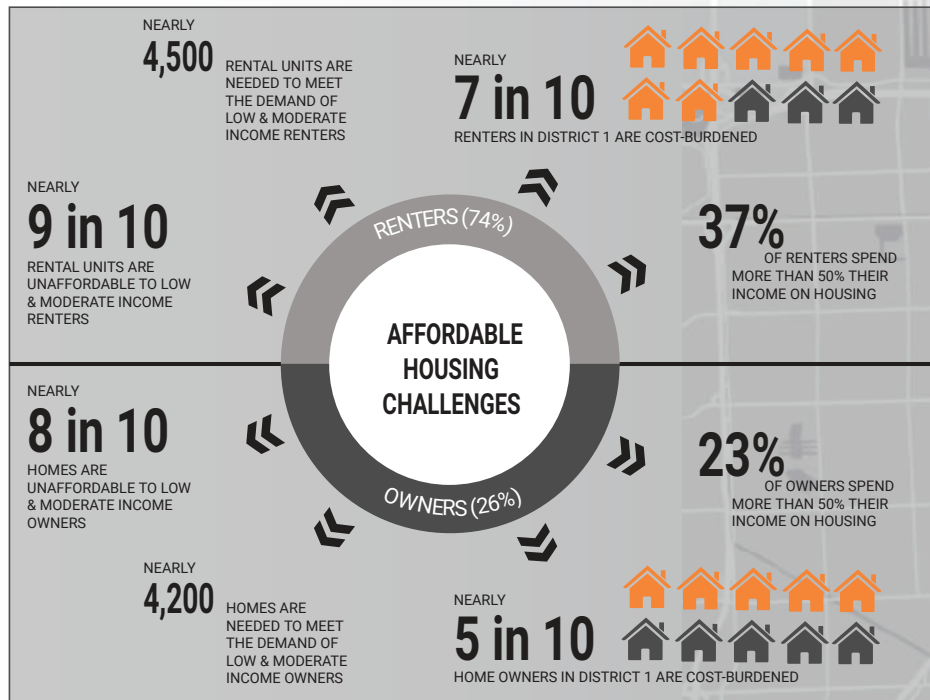 NEARLY
4,500
RENTAL UNITS ARE
NEEDED TO MEET
THE DEMAND OF
LOW & MODERATE
INCOME RENTERS
NEARLY
7 in 10
RENTERS IN DISTRICT 1 ARE COST-BURDENED
NEARLY
9 in 10
RENTAL UNITS ARE
UNAFFORDABLE TO LOW
& MODERATE INCOME
RENTERS
RENTERS (74%)
37%
OF RENTERS SPEND
MORE THAN 50% THEIR
INCOME ON HOUSING
AFFORDABLE
HOUSING
CHALLENGES
NEARLY
8 in 10
HOMES ARE
UNAFFORDABLE TO LOW
& MODERATE INCOME
OWNERS
OWNERS (26%)
23%
OF OWNERS SPEND
MORE THAN 50% THEIR
INCOME ON HOUSING
NEARLY
4,200
HOMES ARE
NEEDED TO MEET
THE DEMAND OF
LOW & MODERATE
INCOME OWNERS
NEARLY
5 in 10
HOME OWNERS IN DISTRICT 1 ARE COST-BURDENED